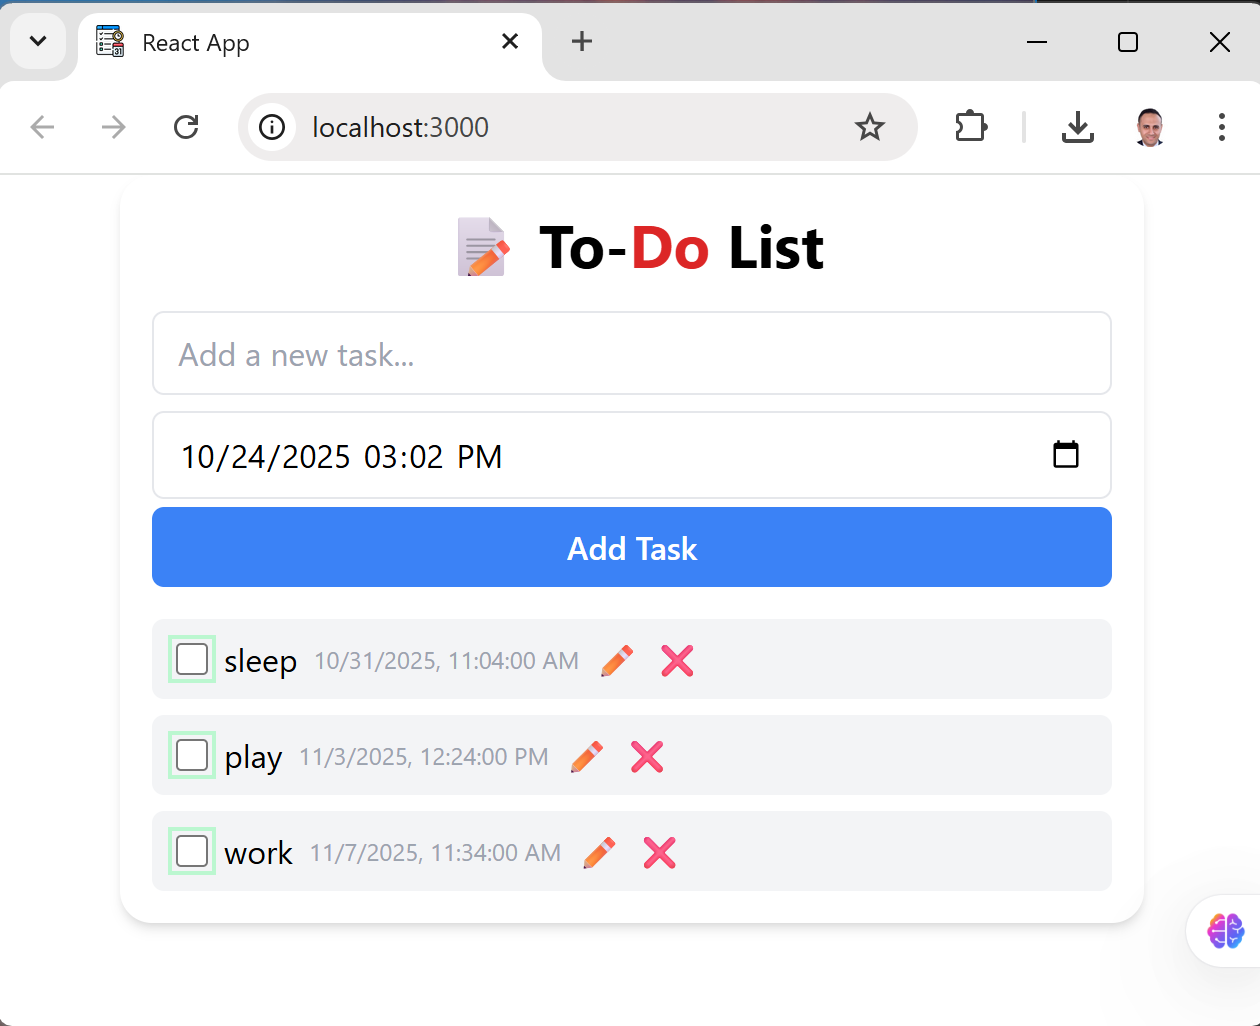 React App
localhost:3000
To-Do List
Add a new task...
10/24/2025 03:02 PM
Add Task
sleep 10/31/2025, 11:04:00 AM
play 11/3/2025, 12:24:00 PM
work 11/7/2025, 11:34:00 AM